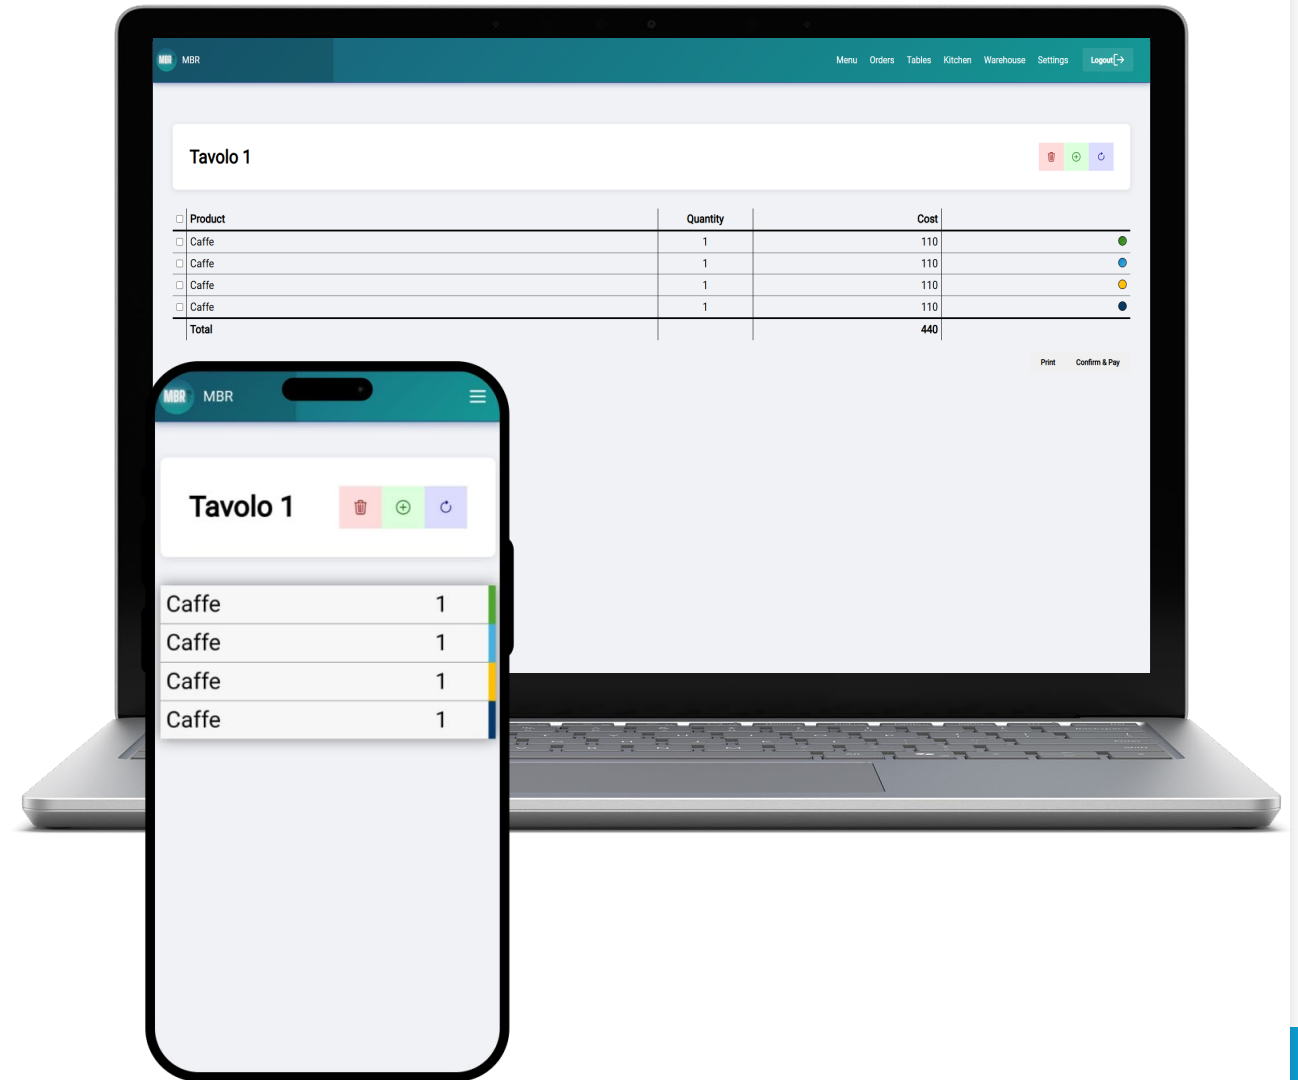 MBR MBR Menu Orders Tables Kitchen Warehouse Settings Logout
Tavolo 1
Product Quantity Cost
Caffe 1 110
Caffe 1 110
Caffe 1 110
Caffe 1 110
Total 440
Print Confirm & Pay
MBR MBR
Tavolo 1
Caffe 1
Caffe 1
Caffe 1
Caffe 1